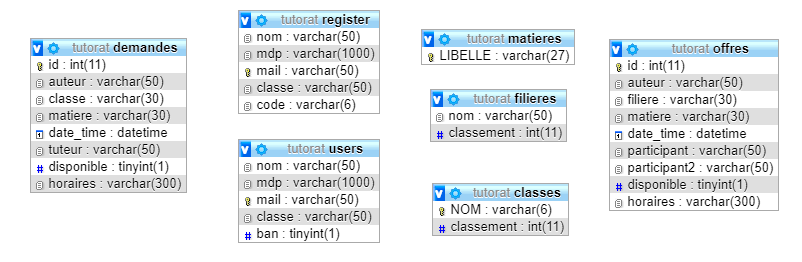 tutorat demandes
id : int(11)
auteur : varchar(50)
classe : varchar(30)
matiere : varchar(30)
date_time : datetime
tuteur : varchar(50)
disponible : tinyint(1)
horaires : varchar(300)
tutorat register
nom : varchar(50)
mdp : varchar(1000)
mail : varchar(50)
classe : varchar(50)
code : varchar(6)
tutorat users
nom : varchar(50)
mdp : varchar(1000)
mail : varchar(50)
classe : varchar(50)
ban : tinyint(1)
tutorat matieres
LIBELLE : varchar(27)
tutorat filieres
nom : varchar(50)
classement : int(11)
tutorat classes
NOM : varchar(6)
classement : int(11)
tutorat offres
id : int(11)
auteur : varchar(50)
filiere : varchar(30)
matiere : varchar(30)
date_time : datetime
participant : varchar(50)
participant2 : varchar(50)
disponible : tinyint(1)
horaires : varchar(300)